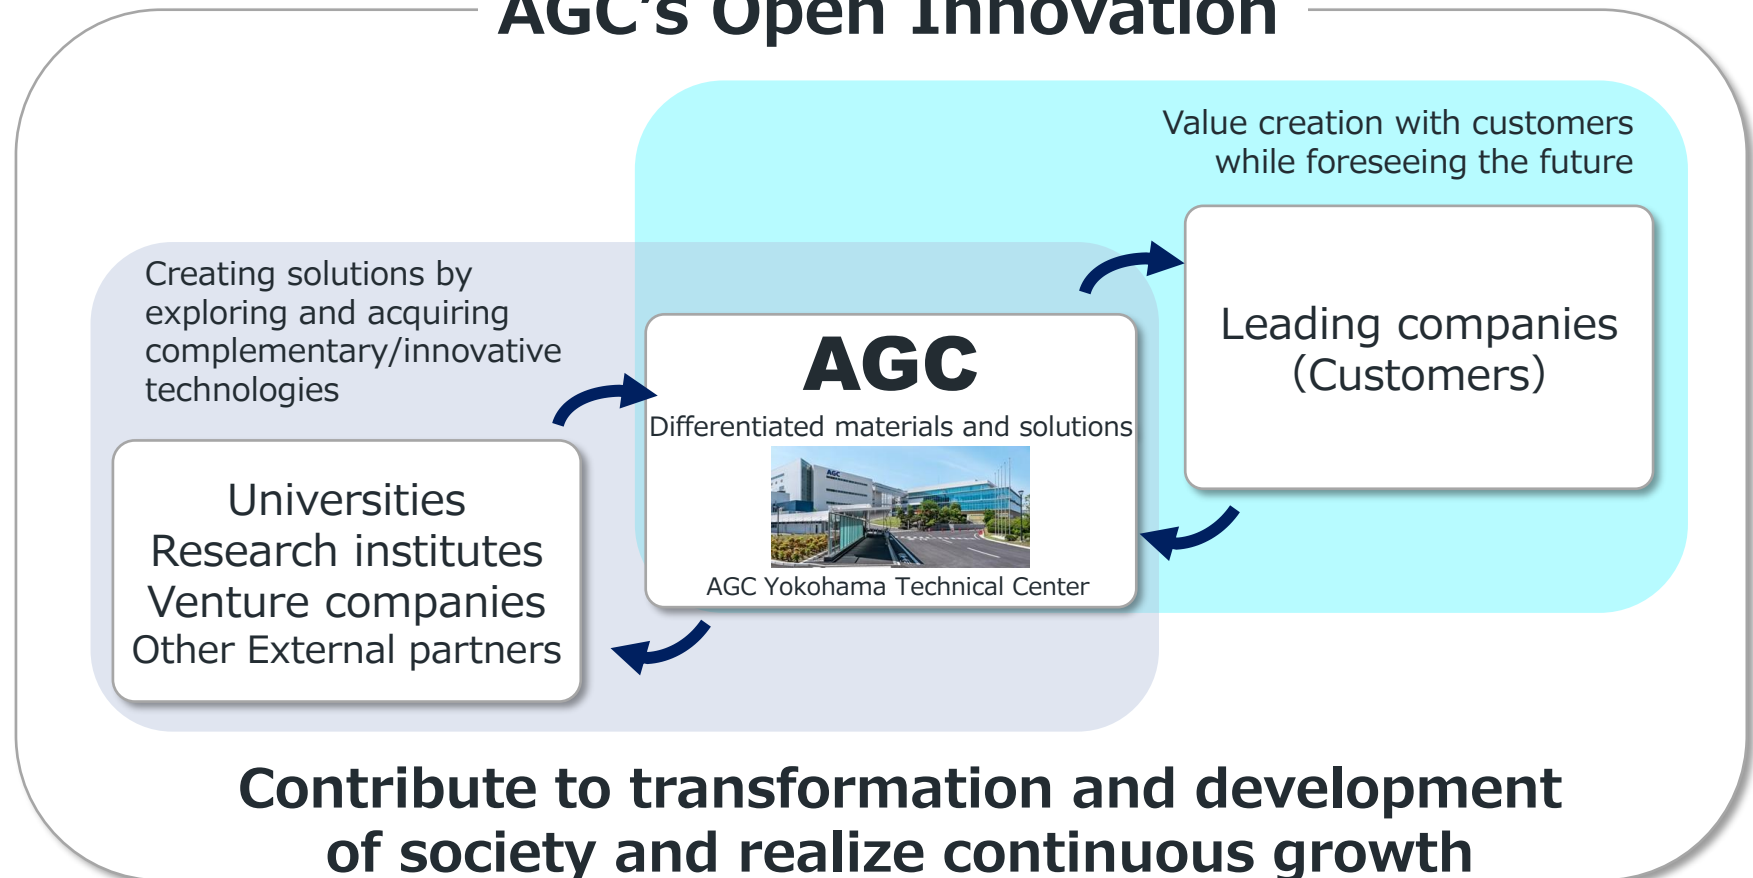 AGC's Open Innovation
Value creation with customers
while foreseeing the future
Creating solutions by
exploring and acquiring
complementary/innovative
technologies
AGC
Differentiated materials and solutions
AGC
AGC Yokohama Technical Center
Leading companies
（Customers）
Universities
Research institutes
Venture companies
Other External partners
Contribute to transformation and development
of society and realize continuous growth